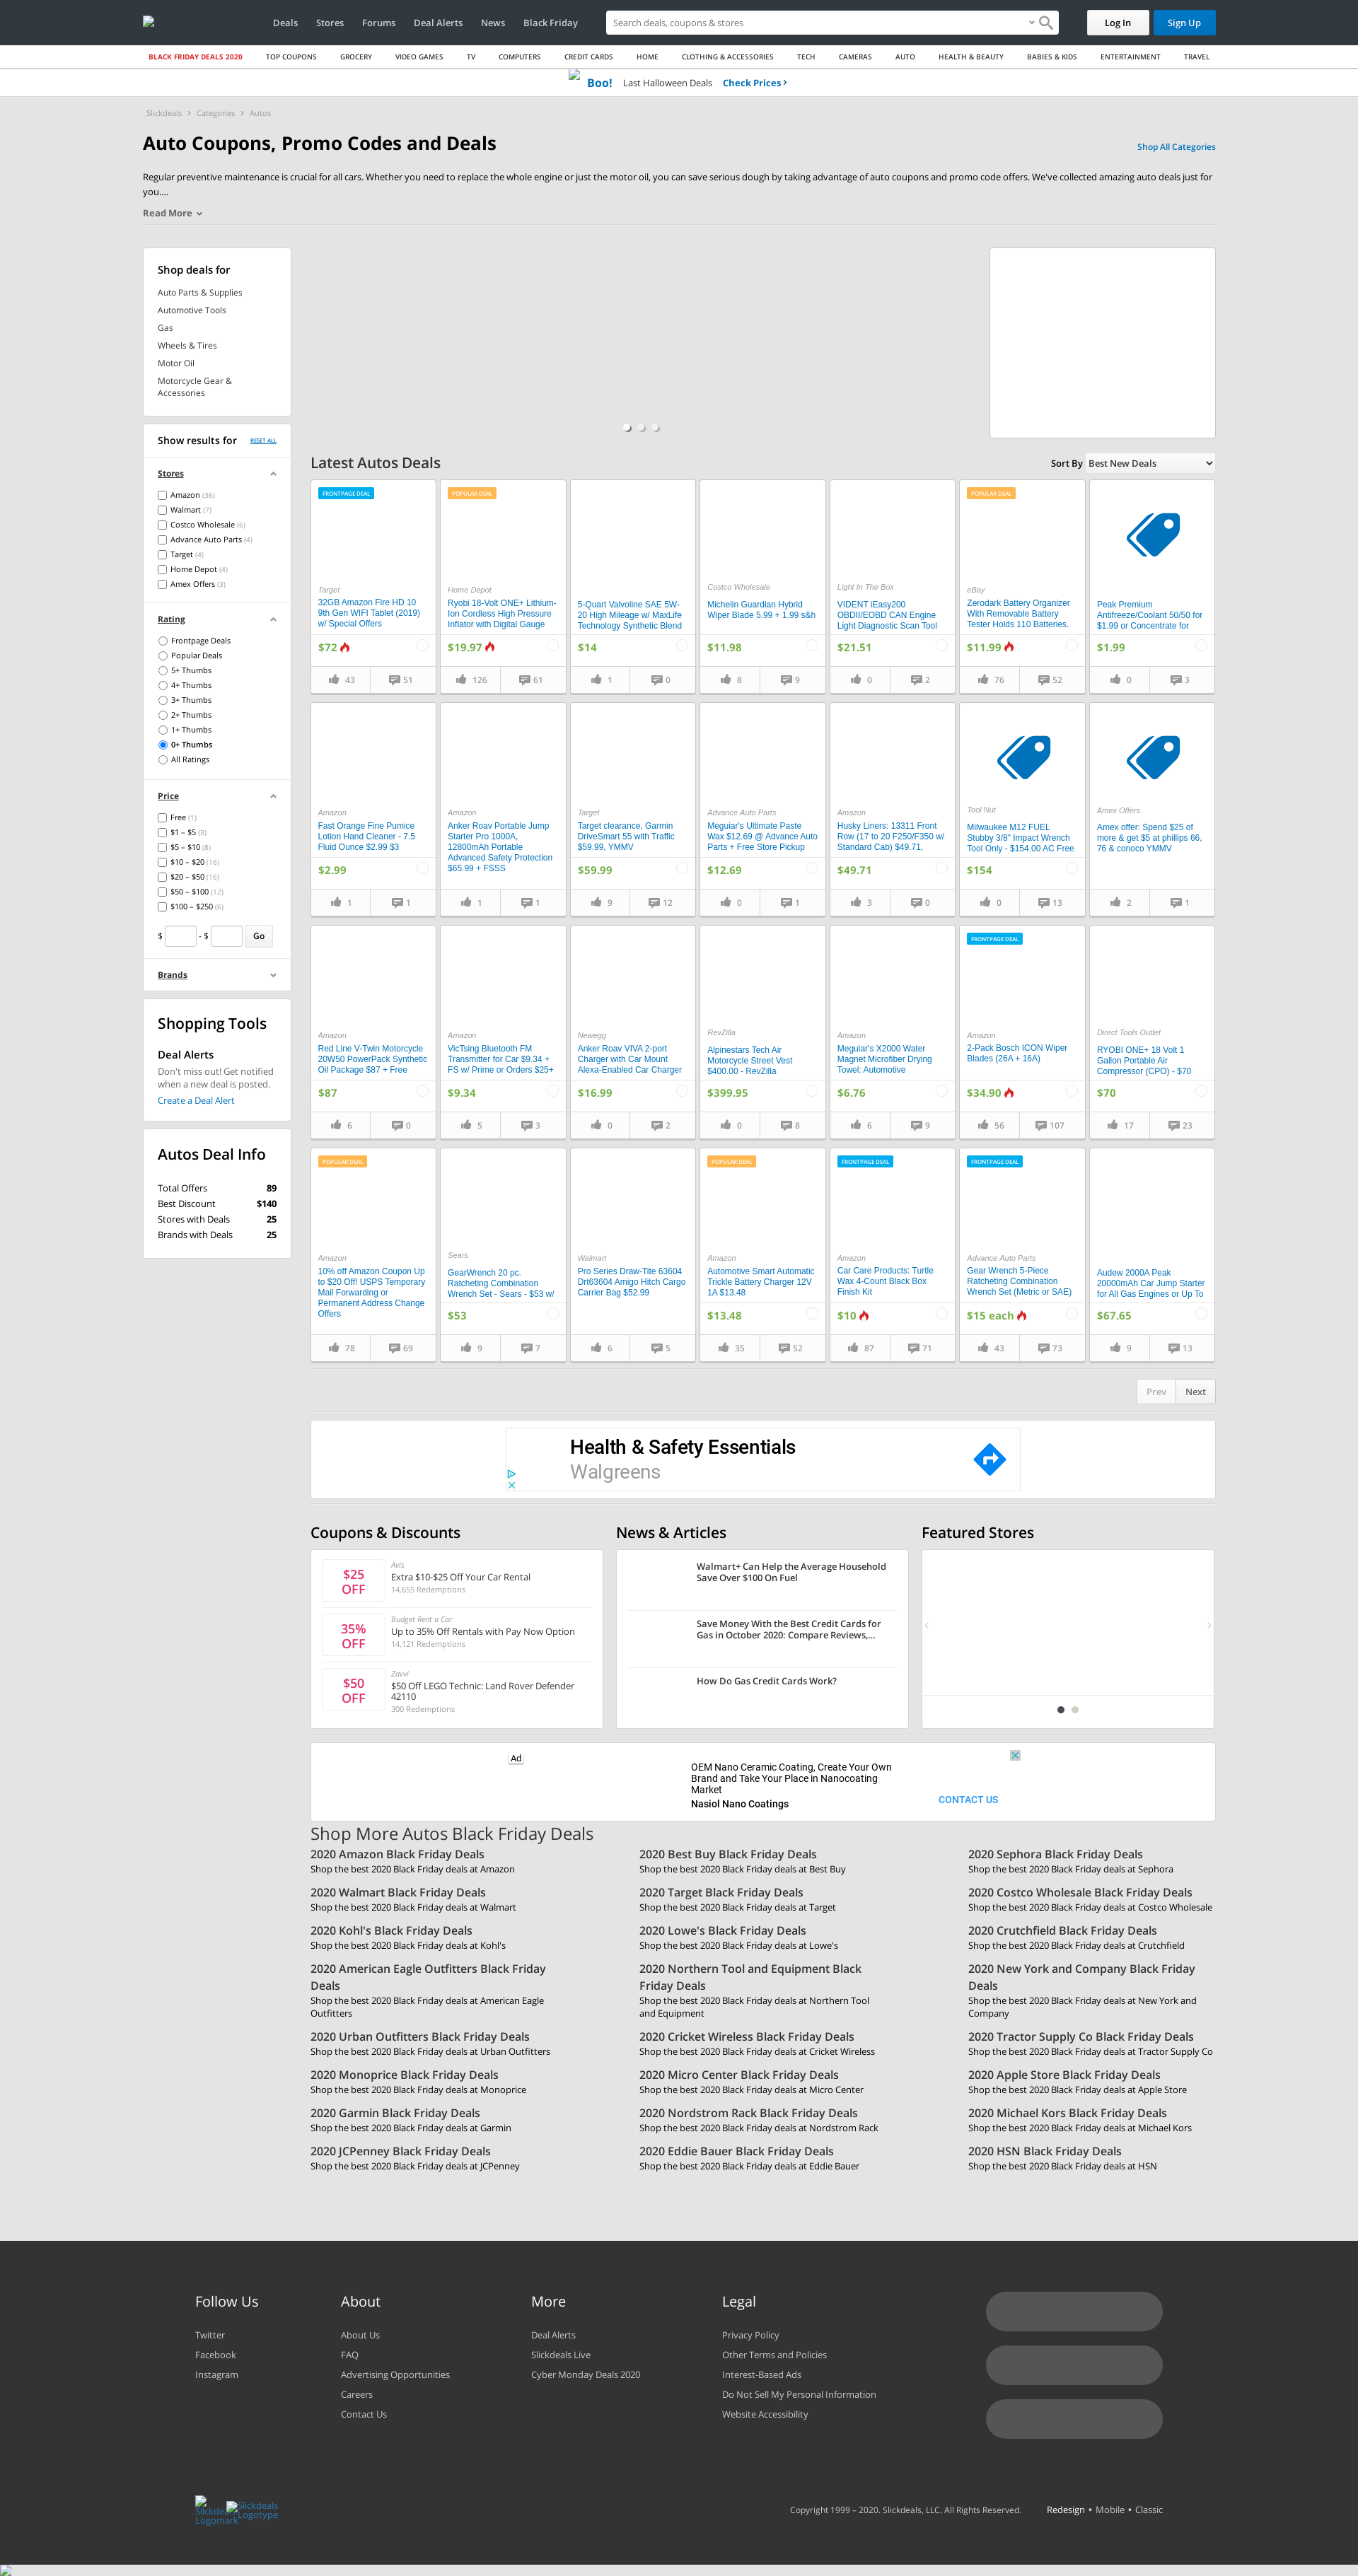 Deals Stores Forums Deal Alerts News Black Friday Search deals, coupons & stores Log In Sign Up
BLACK FRIDAY DEALS 2020 TOP COUPONS GROCERY VIDEO GAMES TV COMPUTERS CREDIT CARDS HOME CLOTHING & ACCESSORIES TECH CAMERAS AUTO HEALTH & BEAUTY BABIES & KIDS ENTERTAINMENT TRAVEL
Boo! Last Halloween Deals Check Prices
Slickdeals Categories Autos
Auto Coupons, Promo Codes and Deals
Shop All Categories
Regular preventive maintenance is crucial for all cars. Whether you need to replace the whole engine or just the motor oil, you can save serious dough by taking advantage of auto coupons and promo code offers. We've collected amazing auto deals just for
you....
Read More
Shop deals for
Auto Parts & Supplies
Automotive Tools
Gas
Wheels & Tires
Motor Oil
Motorcycle Gear &
Accessories
Show results for RESET ALL
Stores
Amazon (36)
Walmart (7)
Costco Wholesale (6)
Advance Auto Parts (4)
Target (4)
Home Depot (4)
Amex Offers (3)
Rating
Frontpage Deals
Popular Deals
5+ Thumbs
4+ Thumbs
3+ Thumbs
2+ Thumbs
1+ Thumbs
0+ Thumbs
All Ratings
Price
Free (1)
$1 – $5 (3)
$5 – $10 (8)
$10 – $20 (16)
$20 – $50 (16)
$50 – $100 (12)
$100 – $250 (6)
$ - $ Go
Brands
Shopping Tools
Deal Alerts
Don't miss out! Get notified
when a new deal is posted.
Create a Deal Alert
Autos Deal Info
Total Offers 89
Best Discount $140
Stores with Deals 25
Brands with Deals 25
Latest Autos Deals
Sort By Best New Deals
FRONTPAGE DEAL
Target
32GB Amazon Fire HD 10
9th Gen WIFI Tablet (2019)
w/ Special Offers
$72
43 51
POPULAR DEAL
Home Depot
Ryobi 18-Volt ONE+ Lithium-
Ion Cordless High Pressure
Inflator with Digital Gauge
$19.97
126 61
5-Quart Valvoline SAE 5W-
20 High Mileage w/ MaxLife
Technology Synthetic Blend
$14
1 0
Costco Wholesale
Michelin Guardian Hybrid
Wiper Blade 5.99 + 1.99 s&h
$11.98
8 9
Light In The Box
VIDENT iEasy200
OBDII/EOBD CAN Engine
Light Diagnostic Scan Tool
$21.51
0 2
POPULAR DEAL
eBay
Zerodark Battery Organizer
With Removable Battery
Tester Holds 110 Batteries.
$11.99
76 52
Peak Premium
Antifreeze/Coolant 50/50 for
$1.99 or Concentrate for
$1.99
0 3
Amazon
Fast Orange Fine Pumice
Lotion Hand Cleaner - 7.5
Fluid Ounce $2.99 $3
$2.99
1 1
Amazon
Anker Roav Portable Jump
Starter Pro 1000A,
12800mAh Portable
Advanced Safety Protection
$65.99 + FSSS
1 1
Target
Target clearance, Garmin
DriveSmart 55 with Traffic
$59.99, YMMV
$59.99
9 12
Advance Auto Parts
Meguiar's Ultimate Paste
Wax $12.69 @ Advance Auto
Parts + Free Store Pickup
$12.69
0 1
Amazon
Husky Liners: 13311 Front
Row (17 to 20 F250/F350 w/
Standard Cab) $49.71,
$49.71
3 0
Tool Nut
Milwaukee M12 FUEL
Stubby 3/8" Impact Wrench
Tool Only - $154.00 AC Free
$154
0 13
Amex Offers
Amex offer: Spend $25 of
more & get $5 at phillips 66,
76 & conoco YMMV
2 1
Amazon
Red Line V-Twin Motorcycle
20W50 PowerPack Synthetic
Oil Package $87 + Free
$87
6 0
Amazon
VicTsing Bluetooth FM
Transmitter for Car $9.34 +
FS w/ Prime or Orders $25+
$9.34
5 3
Newegg
Anker Roav VIVA 2-port
Charger with Car Mount
Alexa-Enabled Car Charger
$16.99
0 2
RevZilla
Alpinestars Tech Air
Motorcycle Street Vest
$400.00 - RevZilla
$399.95
0 8
Amazon
Meguiar's X2000 Water
Magnet Microfiber Drying
Towel: Automotive
$6.76
6 9
FRONTPAGE DEAL
Amazon
2-Pack Bosch ICON Wiper
Blades (26A + 16A)
$34.90
56 107
Direct Tools Outlet
RYOBI ONE+ 18 Volt 1
Gallon Portable Air
Compressor (CPO) - $70
$70
17 23
POPULAR DEAL
Amazon
10% off Amazon Coupon Up
to $20 Off! USPS Temporary
Mail Forwarding or
Permanent Address Change
Offers
78 69
Sears
GearWrench 20 pc.
Ratcheting Combination
Wrench Set - Sears - $53 w/
$53
9 7
Walmart
Pro Series Draw-Tite 63604
Drt63604 Amigo Hitch Cargo
Carrier Bag $52.99
6 5
POPULAR DEAL
Amazon
Automotive Smart Automatic
Trickle Battery Charger 12V
1A $13.48
$13.48
35 52
FRONTPAGE DEAL
Amazon
Car Care Products: Turtle
Wax 4-Count Black Box
Finish Kit
$10
87 71
FRONTPAGE DEAL
Advance Auto Parts
Gear Wrench 5-Piece
Ratcheting Combination
Wrench Set (Metric or SAE)
$15 each
43 73
Audew 2000A Peak
20000mAh Car Jump Starter
for All Gas Engines or Up To
$67.65
9 13
Prev Next
Health & Safety Essentials
Walgreens
Coupons & Discounts
$25
OFF
Avis
Extra $10-$25 Off Your Car Rental
14,655 Redemptions
35%
OFF
Budget Rent a Car
Up to 35% Off Rentals with Pay Now Option
14,121 Redemptions
$50
OFF
Zavvi
$50 Off LEGO Technic: Land Rover Defender
42110
300 Redemptions
News & Articles
Walmart+ Can Help the Average Household
Save Over $100 On Fuel
Save Money With the Best Credit Cards for
Gas in October 2020: Compare Reviews,...
How Do Gas Credit Cards Work?
Featured Stores
Ad
OEM Nano Ceramic Coating, Create Your Own
Brand and Take Your Place in Nanocoating
Market
Nasiol Nano Coatings
CONTACT US
Shop More Autos Black Friday Deals
2020 Amazon Black Friday Deals
Shop the best 2020 Black Friday deals at Amazon
2020 Best Buy Black Friday Deals
Shop the best 2020 Black Friday deals at Best Buy
2020 Sephora Black Friday Deals
Shop the best 2020 Black Friday deals at Sephora
2020 Walmart Black Friday Deals
Shop the best 2020 Black Friday deals at Walmart
2020 Target Black Friday Deals
Shop the best 2020 Black Friday deals at Target
2020 Costco Wholesale Black Friday Deals
Shop the best 2020 Black Friday deals at Costco Wholesale
2020 Kohl's Black Friday Deals
Shop the best 2020 Black Friday deals at Kohl's
2020 Lowe's Black Friday Deals
Shop the best 2020 Black Friday deals at Lowe's
2020 Crutchfield Black Friday Deals
Shop the best 2020 Black Friday deals at Crutchfield
2020 American Eagle Outfitters Black Friday
Deals
Shop the best 2020 Black Friday deals at American Eagle
Outfitters
2020 Northern Tool and Equipment Black
Friday Deals
Shop the best 2020 Black Friday deals at Northern Tool
and Equipment
2020 New York and Company Black Friday
Deals
Shop the best 2020 Black Friday deals at New York and
Company
2020 Urban Outfitters Black Friday Deals
Shop the best 2020 Black Friday deals at Urban Outfitters
2020 Cricket Wireless Black Friday Deals
Shop the best 2020 Black Friday deals at Cricket Wireless
2020 Tractor Supply Co Black Friday Deals
Shop the best 2020 Black Friday deals at Tractor Supply Co
2020 Monoprice Black Friday Deals
Shop the best 2020 Black Friday deals at Monoprice
2020 Micro Center Black Friday Deals
Shop the best 2020 Black Friday deals at Micro Center
2020 Apple Store Black Friday Deals
Shop the best 2020 Black Friday deals at Apple Store
2020 Garmin Black Friday Deals
Shop the best 2020 Black Friday deals at Garmin
2020 Nordstrom Rack Black Friday Deals
Shop the best 2020 Black Friday deals at Nordstrom Rack
2020 Michael Kors Black Friday Deals
Shop the best 2020 Black Friday deals at Michael Kors
2020 JCPenney Black Friday Deals
Shop the best 2020 Black Friday deals at JCPenney
2020 Eddie Bauer Black Friday Deals
Shop the best 2020 Black Friday deals at Eddie Bauer
2020 HSN Black Friday Deals
Shop the best 2020 Black Friday deals at HSN
Follow Us
Twitter
Facebook
Instagram
About
About Us
FAQ
Advertising Opportunities
Careers
Contact Us
More
Deal Alerts
Slickdeals Live
Cyber Monday Deals 2020
Legal
Privacy Policy
Other Terms and Policies
Interest-Based Ads
Do Not Sell My Personal Information
Website Accessibility
Slickdeals
Logomark
Slickdeals
Logotype
Copyright 1999 – 2020. Slickdeals, LLC. All Rights Reserved. Redesign • Mobile • Classic